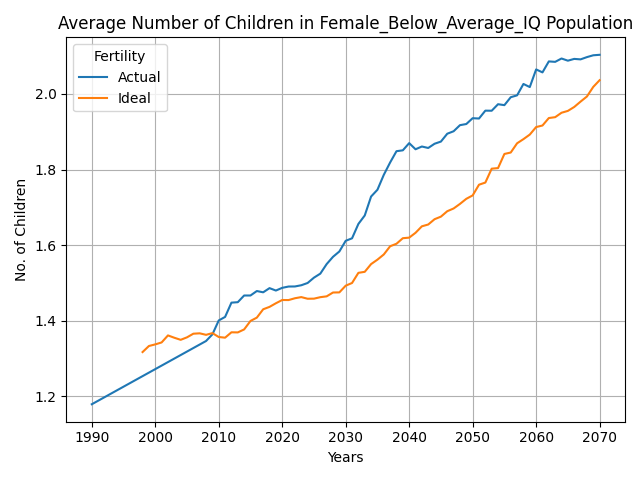 Average Number of Children in Female_Below_Average_IQ Population
Fertility
Actual
Ideal
No. of Children
2.0
1.8
1.6
1.4
1.2
1990 2000 2010 2020 2030 2040 2050 2060 2070
Years